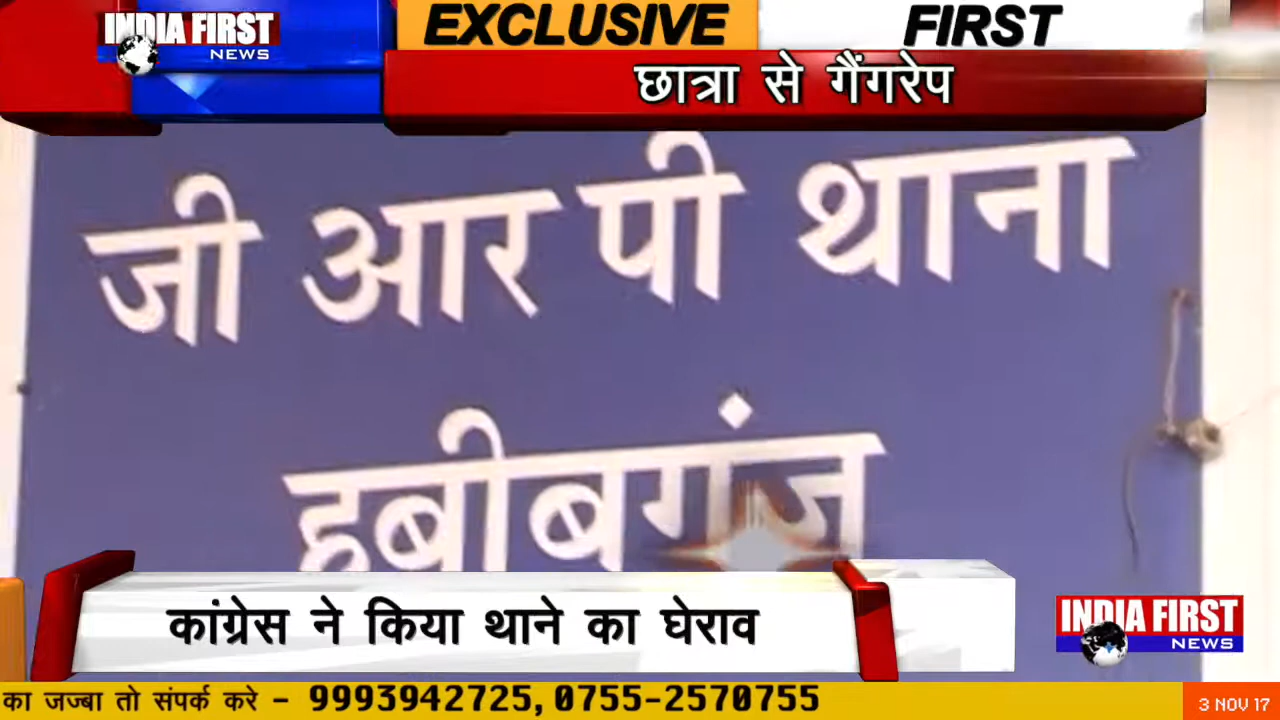 INDIA FIRST
NEWS
EXCLUSIVE FIRST
छात्रा से गैंगरेप
जी आर पी थाना
हबीबगंज
कांग्रेस ने किया थाने का घेराव
INDIA FIRST
NEWS
का जज्बा तो संपर्क करे - 9993942725, 0755-2570755
3 NOV 17